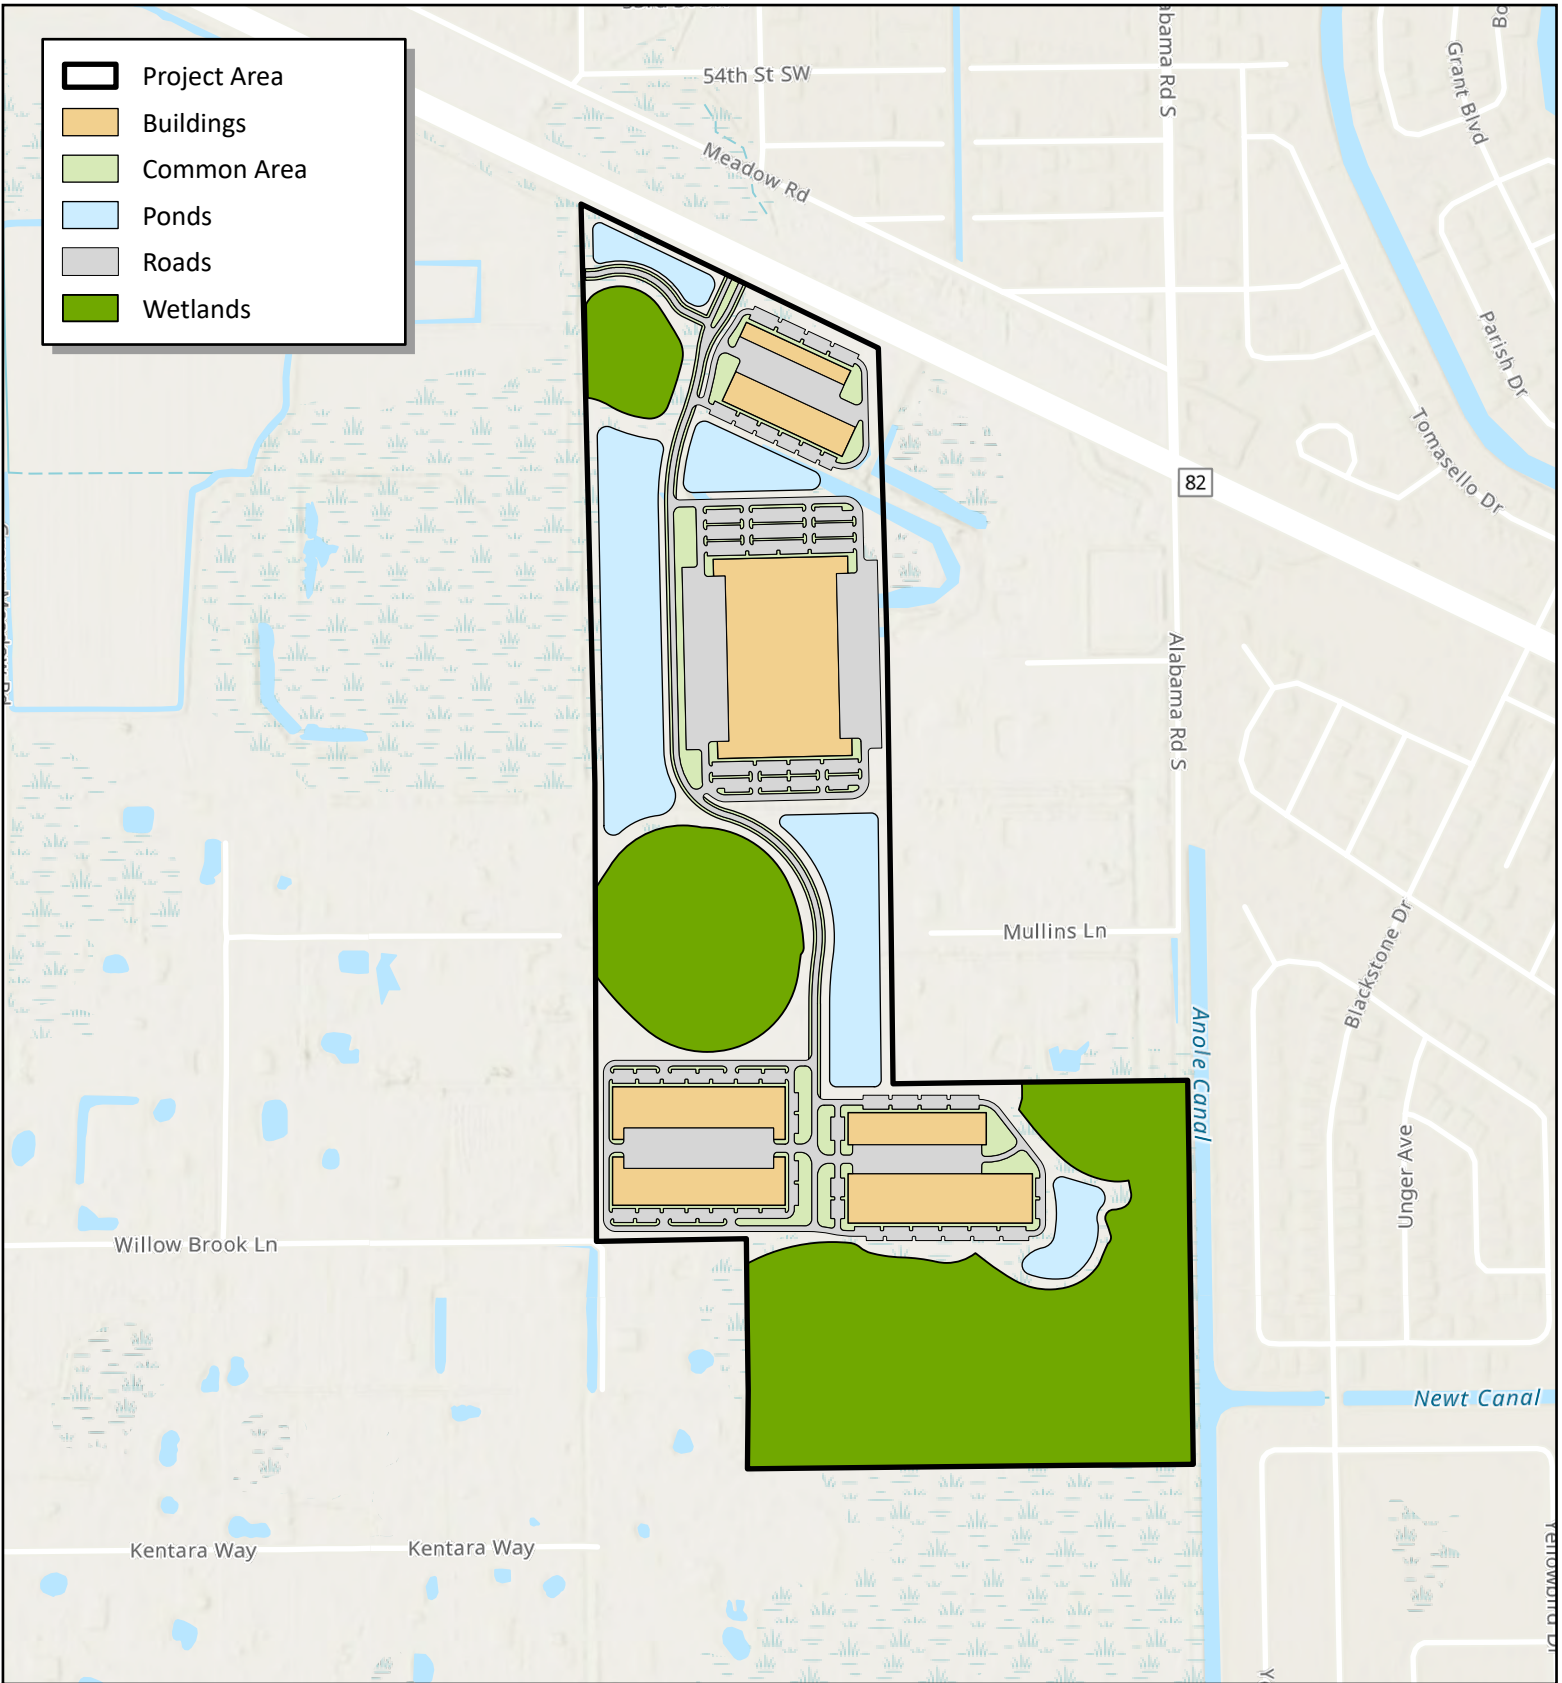 Project Area
Buildings
Common Area
Ponds
Roads
Wetlands
54th St SW
Meadow Rd
Grant Blvd
Parish Dr
Tomasello Dr
82
Alabama Rd S
Mullins Ln
Blackstone Dr
Anole Canal
Unger Ave
Willow Brook Ln
Newt Canal
Kentara Way
Kentara Way